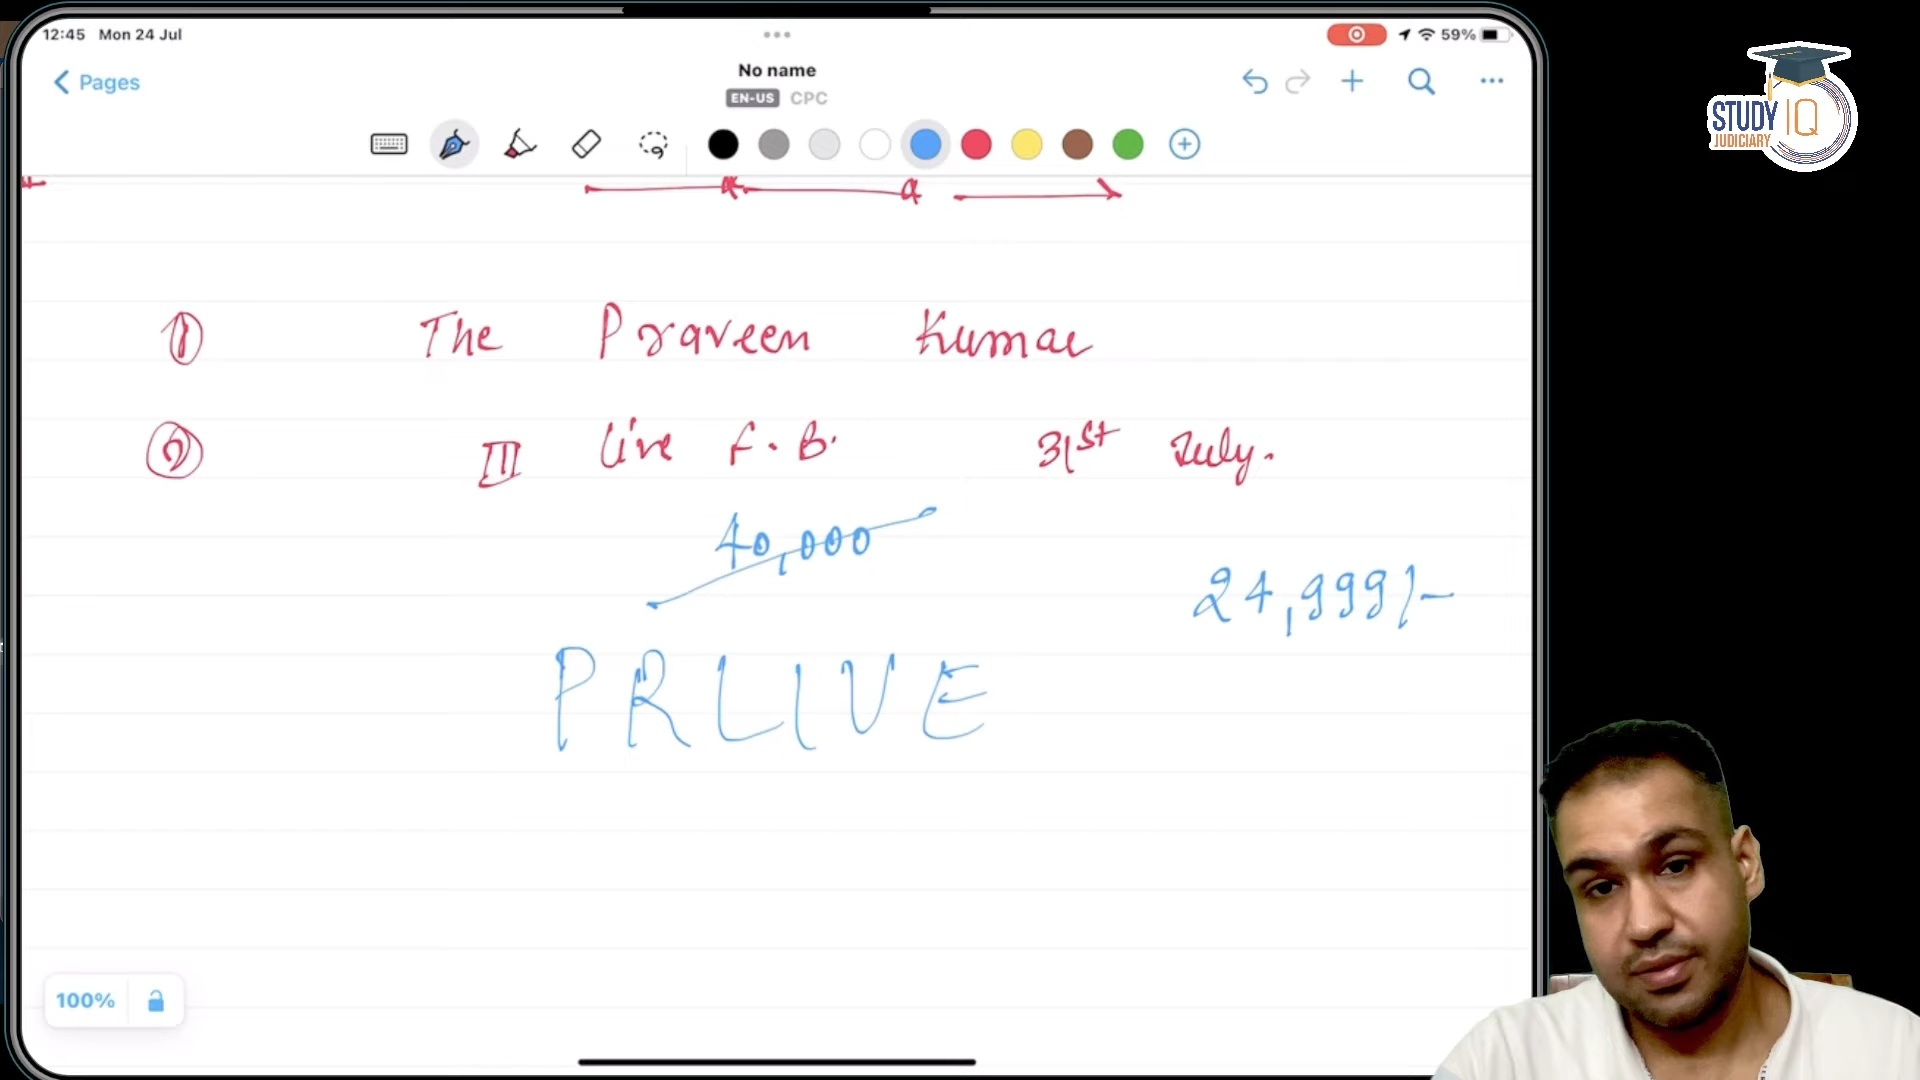 12:45 Mon 24 Jul
59%
Pages
No name
EN-US CPC
STUDY IQ
JUDICIARY
① The Praveen Kumar
② III Live F.B. 31st July.
40,000
24,999/-
PRLIVE
100%